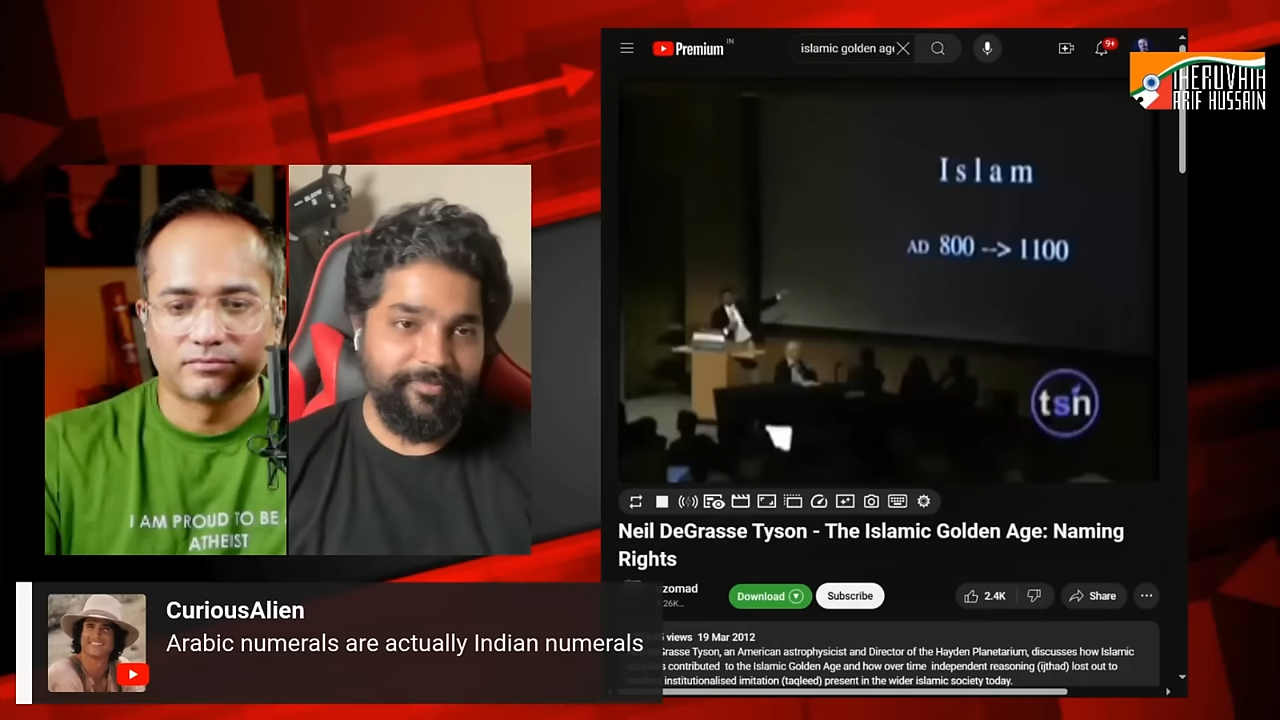 Premium IN
islamic golden age
9+
THERUVATH
ARIF HUSSAIN
Islam
AD 800 --> 1100
tsn
I AM PROUD TO BE
ATHEIST
Neil DeGrasse Tyson - The Islamic Golden Age: Naming
Rights
Download
Subscribe
2.4K
Share
views 19 Mar 2012
Grasse Tyson, an American astrophysicist and Director of the Hayden Planetarium, discusses how Islamic
contributed to the Islamic Golden Age and how over time independent reasoning (ijthad) lost out to
institutionalised imitation (taqleed) present in the wider islamic society today.
CuriousAlien
Arabic numerals are actually Indian numerals